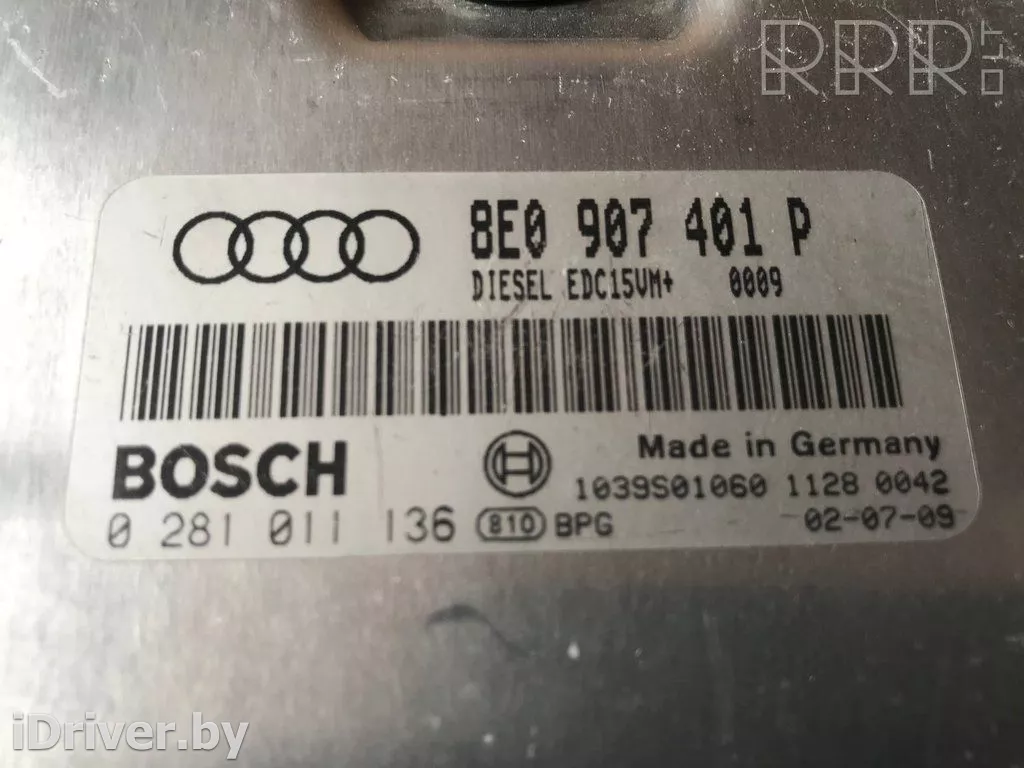 RRR.LT
8E0 907 401 P
DIESEL EDC15VM+ 0009
BOSCH
Made in Germany
1039S01060 1128 0042
0 281 011 136 810 BPG 02-07-09
iDriver.by